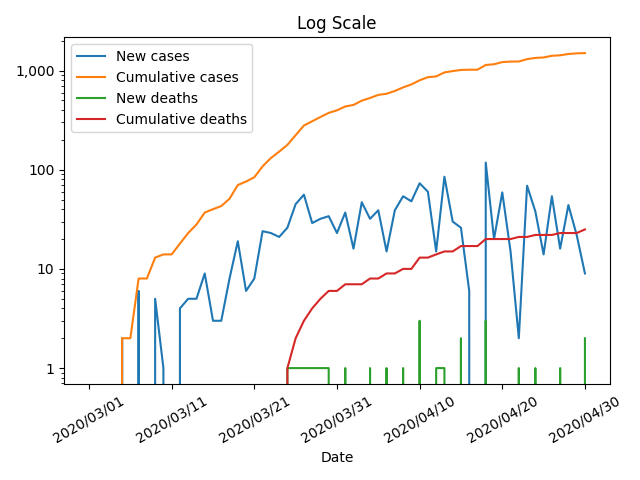 Log Scale
New cases
Cumulative cases
New deaths
Cumulative deaths
1,000
100
10
1
2020/03/01
2020/03/11
2020/03/21
2020/03/31
2020/04/10
2020/04/20
2020/04/30
Date